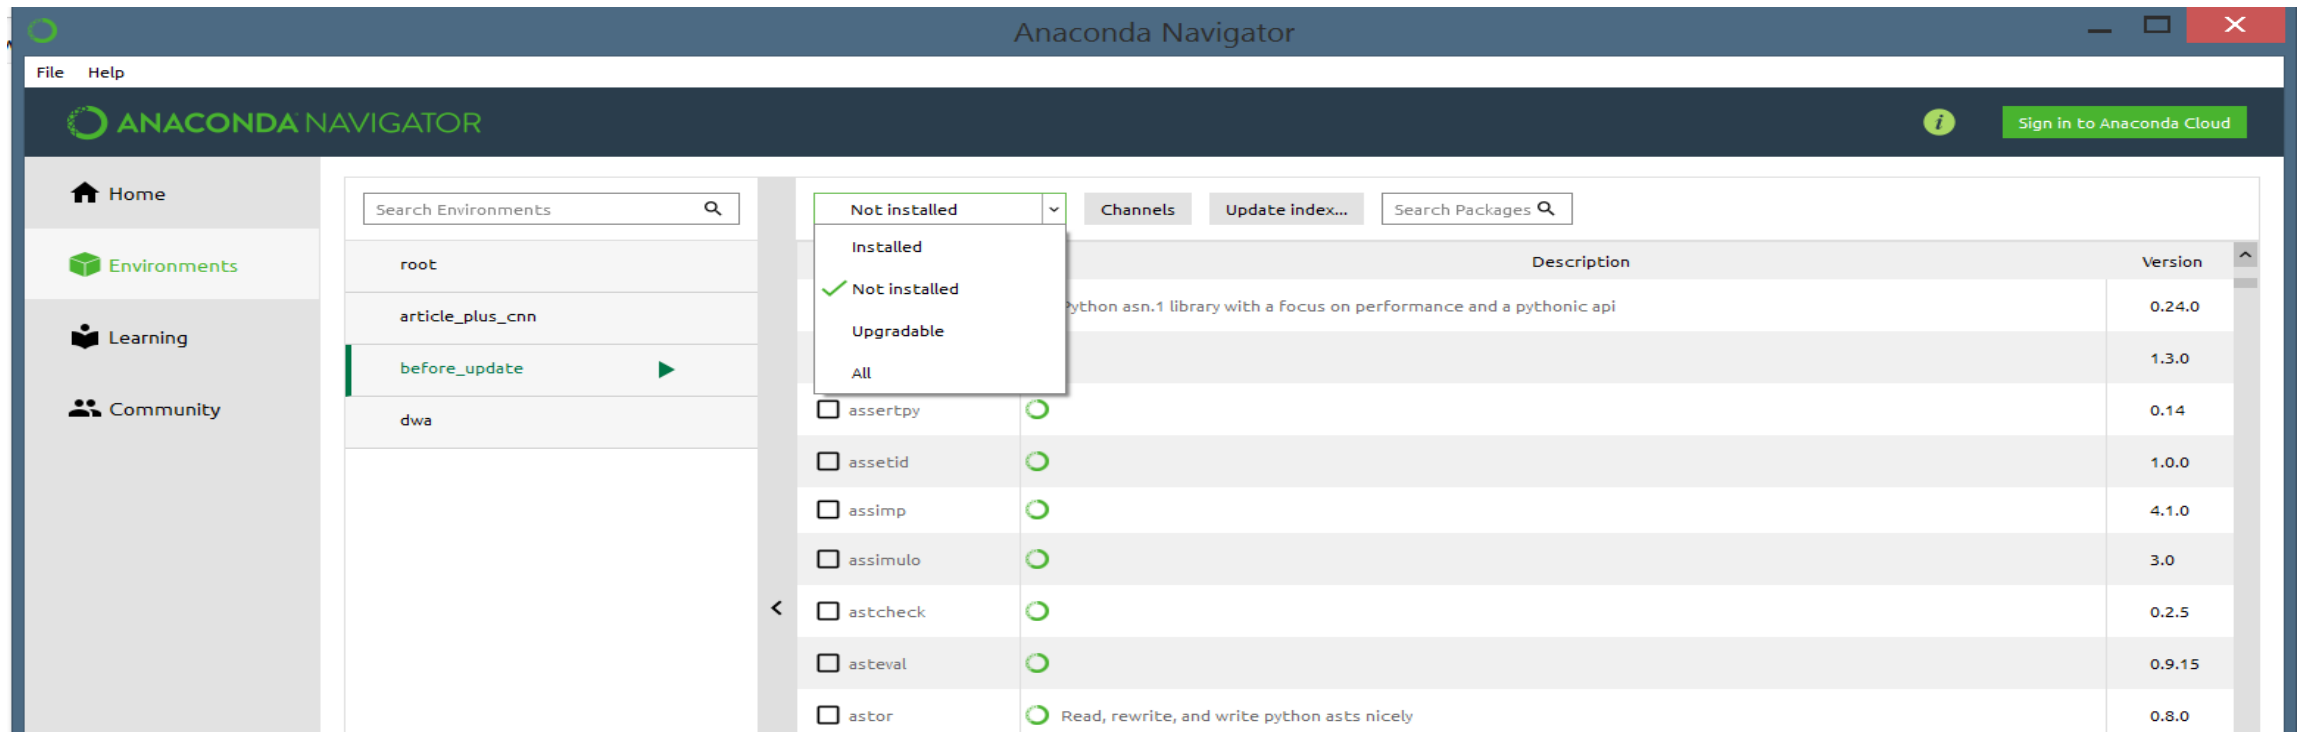 Anaconda Navigator
File Help
ANACONDA NAVIGATOR
i
Sign in to Anaconda Cloud
Home
Environments
Learning
Community
Search Environments
root
article_plus_cnn
before_update
dwa
Not installed
Channels
Update index...
Search Packages
Installed
Not installed
Upgradable
All
Description Version
Python asn.1 library with a focus on performance and a pythonic api 0.24.0
1.3.0
assertpy 0.14
assetid 1.0.0
assimp 4.1.0
assimulo 3.0
astcheck 0.2.5
asteval 0.9.15
astor Read, rewrite, and write python asts nicely 0.8.0